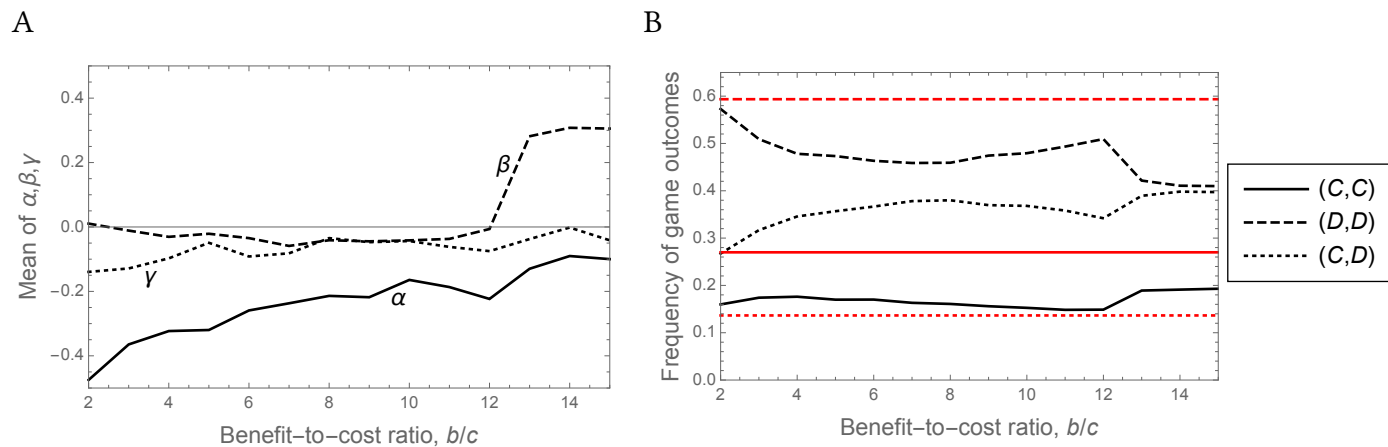 A
Mean of α,β,γ
0.4
0.2
0.0
−0.2
−0.4
β
γ
α
2 4 6 8 10 12 14
Benefit−to−cost ratio, b/c
B
Frequency of game outcomes
0.6
0.5
0.4
0.3
0.2
0.1
0.0
2 4 6 8 10 12 14
Benefit−to−cost ratio, b/c
(C,C)
(D,D)
(C,D)